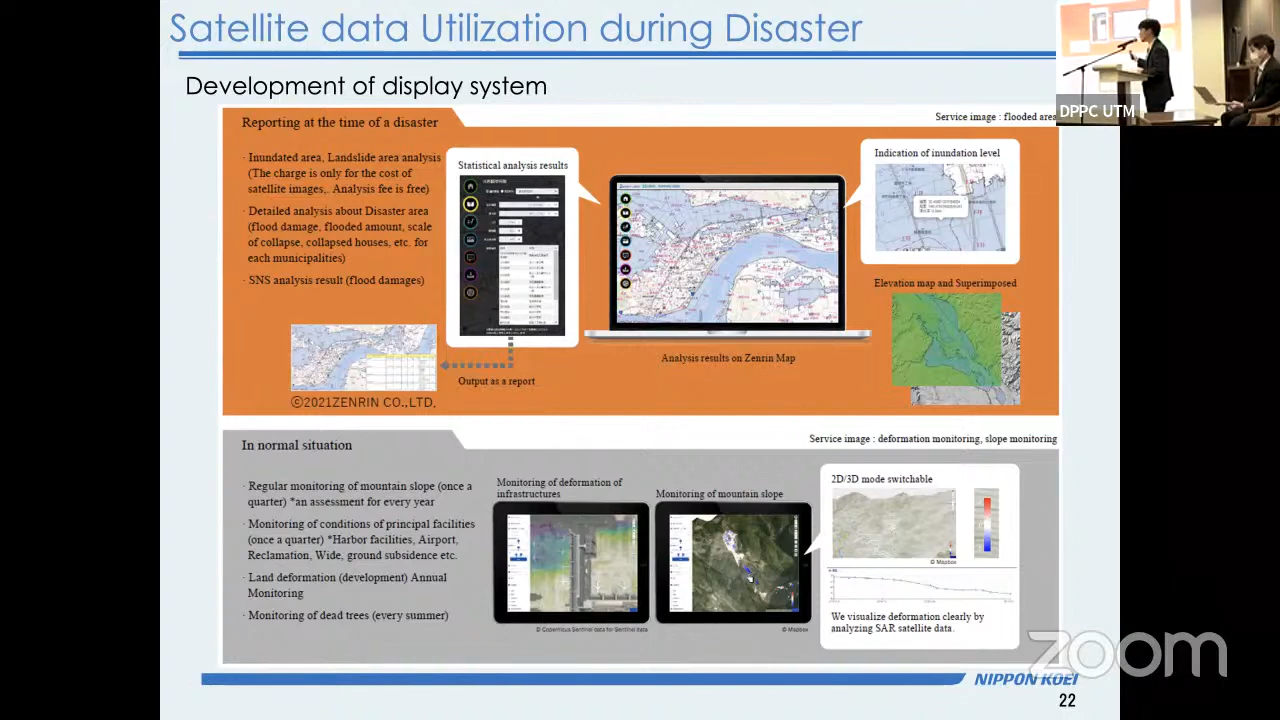 Satellite data Utilization during Disaster
DPPC UTM
Development of display system
Reporting at the time of a disaster
Service image : flooded area
· Inundated area, Landslide area analysis
(The charge is only for the cost of
satellite images,. Analysis fee is free)
· Detailed analysis about Disaster area
(flood damage, flooded amount, scale
of collapse, collapsed houses, etc. for
each municipalities)
· SNS analysis result (flood damages)
Statistical analysis results
Indication of inundation level
Elevation map and Superimposed
Analysis results on Zenrin Map
Output as a report
©2021ZENRIN CO.,LTD.
In normal situation
Service image : deformation monitoring, slope monitoring
· Regular monitoring of mountain slope (once a
quarter) *an assessment for every year
· Monitoring of conditions of principal facilities
(once a quarter) *Harbor facilities, Airport,
Reclamation, Wide, ground subsidence etc.
· Land deformation (development) Annual
Monitoring
· Monitoring of dead trees (every summer)
Monitoring of deformation of
infrastructures
© Copernicus Sentinel data for Sentinel data
Monitoring of mountain slope
© Mapbox
2D/3D mode switchable
© Mapbox
We visualize deformation clearly by
analyzing SAR satellite data.
zoom
NIPPON KOEI
22